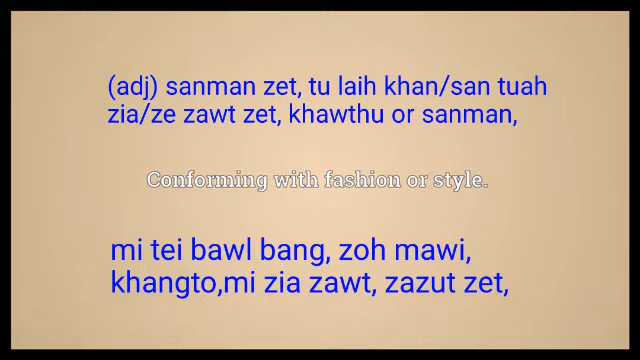 (adj) sanman zet, tu laih khan/san tuah
zia/ze zawt zet, khawthu or sanman,
Conforming with fashion or style.
mi tei bawl bang, zoh mawi,
khangto,mi zia zawt, zazut zet,